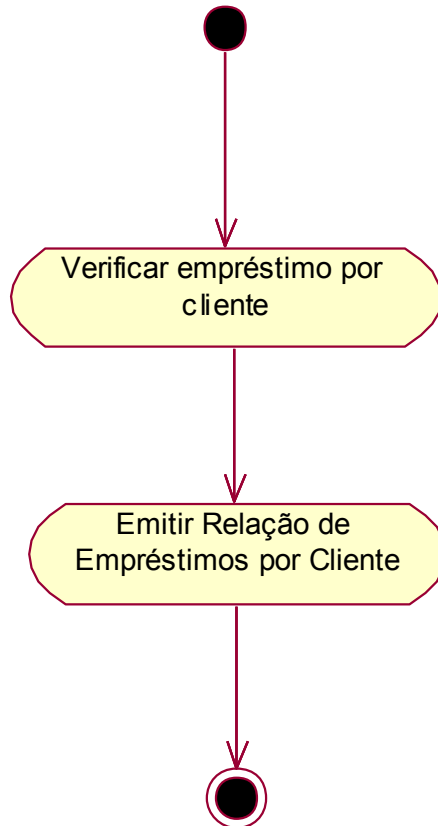 Verificar empréstimo por
cliente
Emitir Relação de
Empréstimos por Cliente